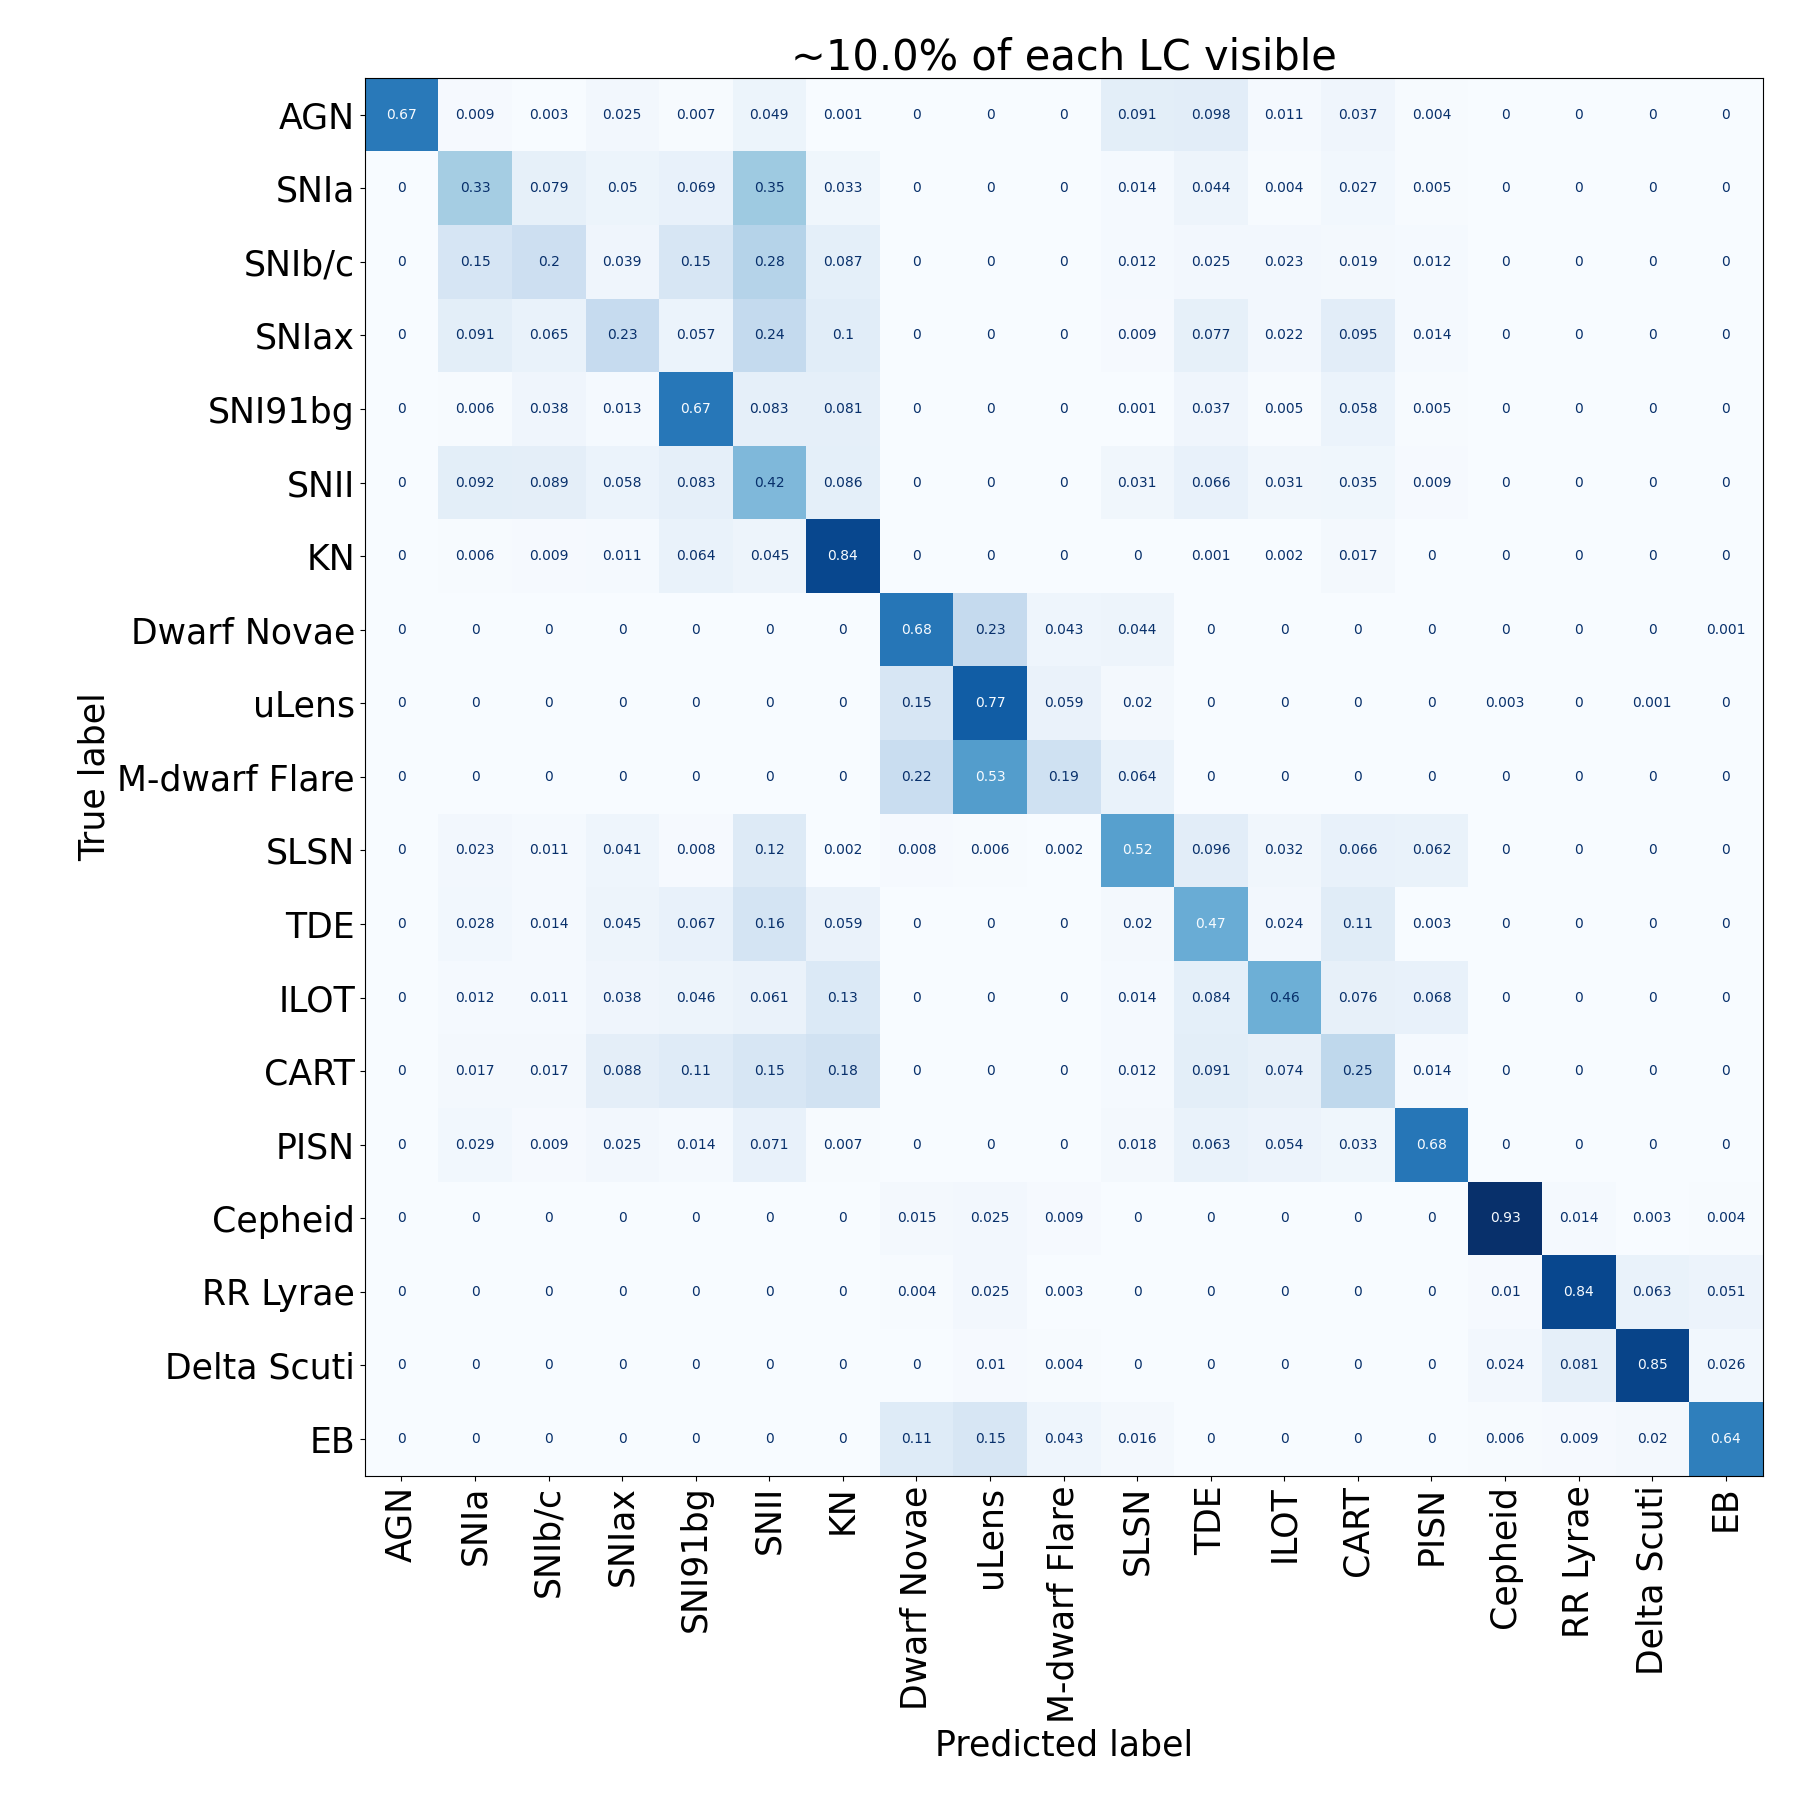 ~10.0% of each LC visible
AGN 0.67 0.009 0.003 0.025 0.007 0.049 0.001 0 0 0 0.091 0.098 0.011 0.037 0.004 0 0 0 0
SNIa 0 0.33 0.079 0.05 0.069 0.35 0.033 0 0 0 0.014 0.044 0.004 0.027 0.005 0 0 0 0
SNIb/c 0 0.15 0.2 0.039 0.15 0.28 0.087 0 0 0 0.012 0.025 0.023 0.019 0.012 0 0 0 0
SNIax 0 0.091 0.065 0.23 0.057 0.24 0.1 0 0 0 0.009 0.077 0.022 0.095 0.014 0 0 0 0
SNI91bg 0 0.006 0.038 0.013 0.67 0.083 0.081 0 0 0 0.001 0.037 0.005 0.058 0.005 0 0 0 0
SNII 0 0.092 0.089 0.058 0.083 0.42 0.086 0 0 0 0.031 0.066 0.031 0.035 0.009 0 0 0 0
KN 0 0.006 0.009 0.011 0.064 0.045 0.84 0 0 0 0 0.001 0.002 0.017 0 0 0 0 0
Dwarf Novae 0 0 0 0 0 0 0 0.68 0.23 0.043 0.044 0 0 0 0 0 0 0 0.001
uLens 0 0 0 0 0 0 0 0.15 0.77 0.059 0.02 0 0 0 0 0.003 0 0.001 0
M-dwarf Flare 0 0 0 0 0 0 0 0.22 0.53 0.19 0.064 0 0 0 0 0 0 0 0
SLSN 0 0.023 0.011 0.041 0.008 0.12 0.002 0.008 0.006 0.002 0.52 0.096 0.032 0.066 0.062 0 0 0 0
TDE 0 0.028 0.014 0.045 0.067 0.16 0.059 0 0 0 0.02 0.47 0.024 0.11 0.003 0 0 0 0
ILOT 0 0.012 0.011 0.038 0.046 0.061 0.13 0 0 0 0.014 0.084 0.46 0.076 0.068 0 0 0 0
CART 0 0.017 0.017 0.088 0.11 0.15 0.18 0 0 0 0.012 0.091 0.074 0.25 0.014 0 0 0 0
PISN 0 0.029 0.009 0.025 0.014 0.071 0.007 0 0 0 0.018 0.063 0.054 0.033 0.68 0 0 0 0
Cepheid 0 0 0 0 0 0 0 0.015 0.025 0.009 0 0 0 0 0 0.93 0.014 0.003 0.004
RR Lyrae 0 0 0 0 0 0 0 0.004 0.025 0.003 0 0 0 0 0 0.01 0.84 0.063 0.051
Delta Scuti 0 0 0 0 0 0 0 0 0.01 0.004 0 0 0 0 0 0.024 0.081 0.85 0.026
EB 0 0 0 0 0 0 0 0.11 0.15 0.043 0.016 0 0 0 0 0.006 0.009 0.02 0.64
True label
AGN
SNIa
SNIb/c
SNIax
SNI91bg
SNII
KN
Dwarf Novae
uLens
M-dwarf Flare
SLSN
TDE
ILOT
CART
PISN
Cepheid
RR Lyrae
Delta Scuti
EB
Predicted label